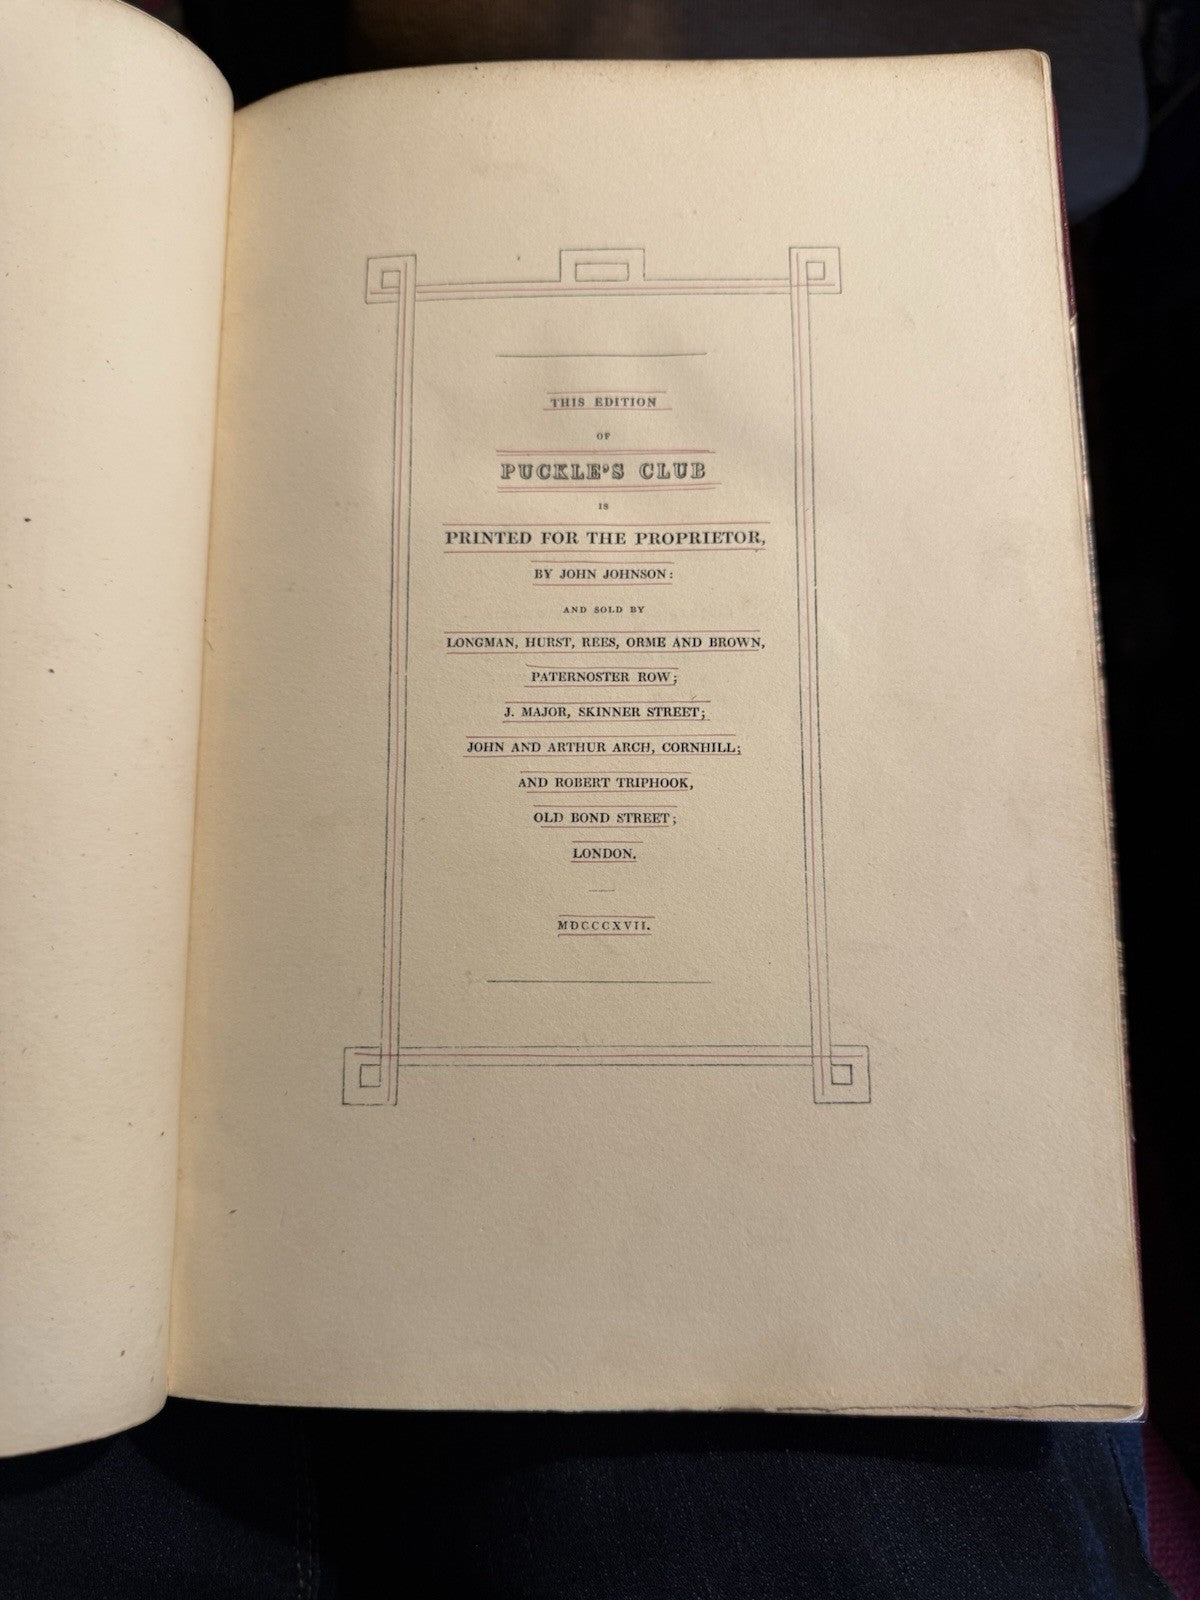 THIS EDITION
OF
PUCKLE'S CLUB
IS
PRINTED FOR THE PROPRIETOR,
BY JOHN JOHNSON:
AND SOLD BY
LONGMAN, HURST, REES, ORME AND BROWN,
PATERNOSTER ROW;
J. MAJOR, SKINNER STREET;
JOHN AND ARTHUR ARCH, CORNHILL;
AND ROBERT TRIPHOOK,
OLD BOND STREET;
LONDON.
MDCCCXVII.